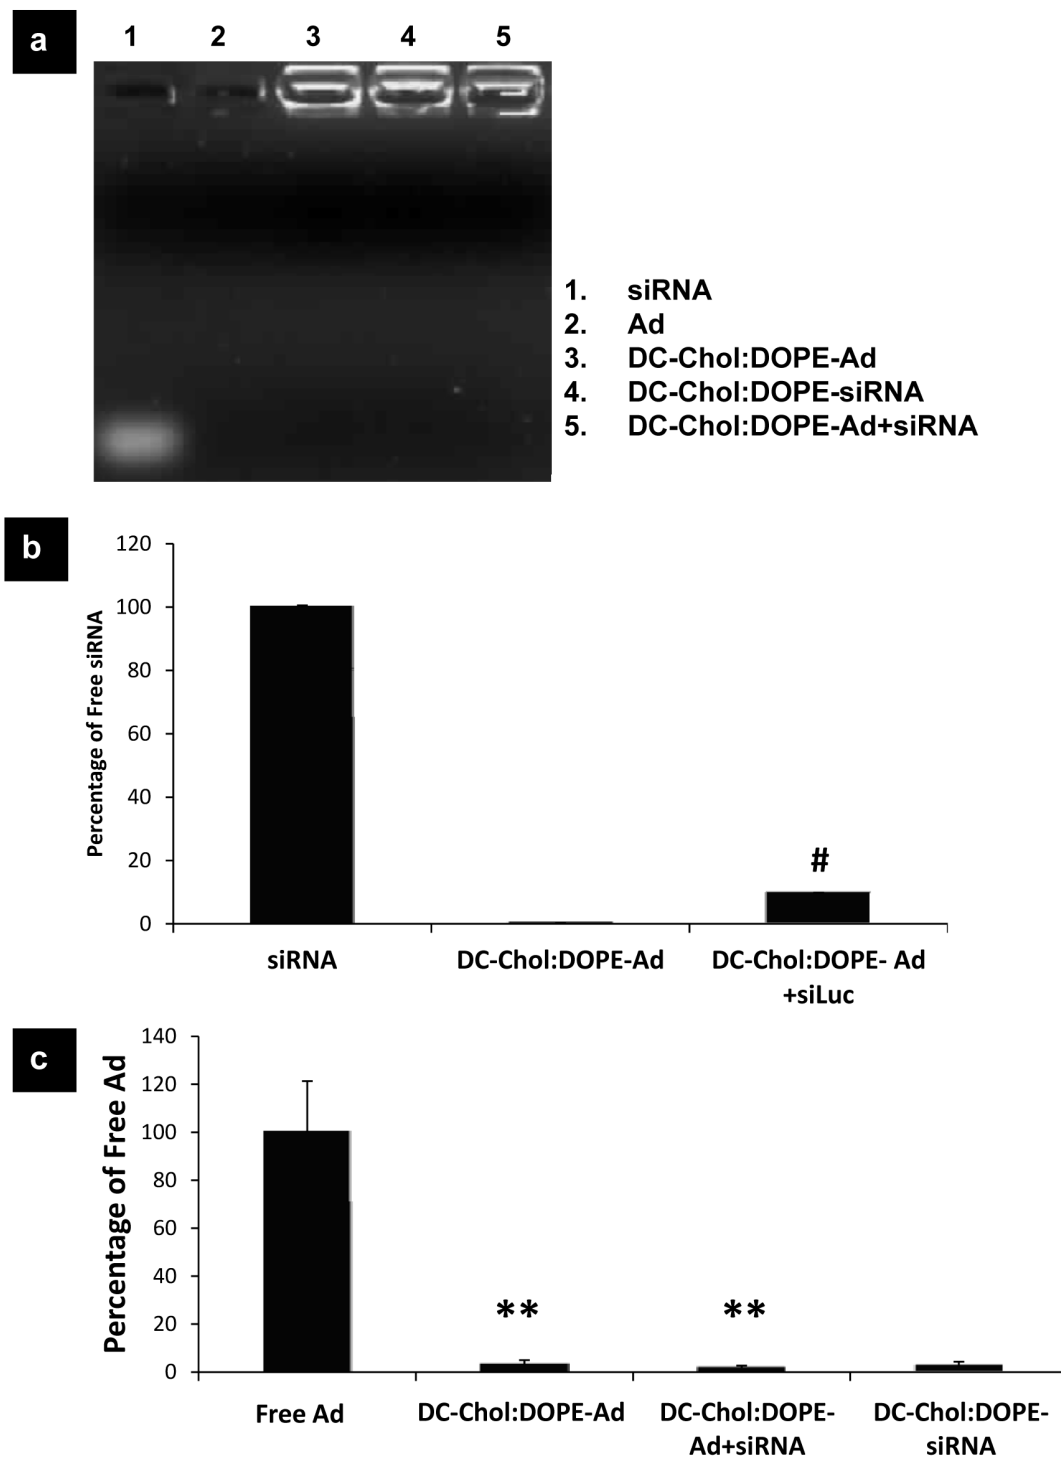 a
1 2 3 4 5
1. siRNA
2. Ad
3. DC-Chol:DOPE-Ad
4. DC-Chol:DOPE-siRNA
5. DC-Chol:DOPE-Ad+siRNA
b
Percentage of Free siRNA
120
100
80
60
40
20
0
#
siRNA DC-Chol:DOPE-Ad DC-Chol:DOPE- Ad
+siLuc
c
Percentage of Free Ad
140
120
100
80
60
40
20
0
** **
Free Ad DC-Chol:DOPE-Ad DC-Chol:DOPE- DC-Chol:DOPE-
Ad+siRNA siRNA